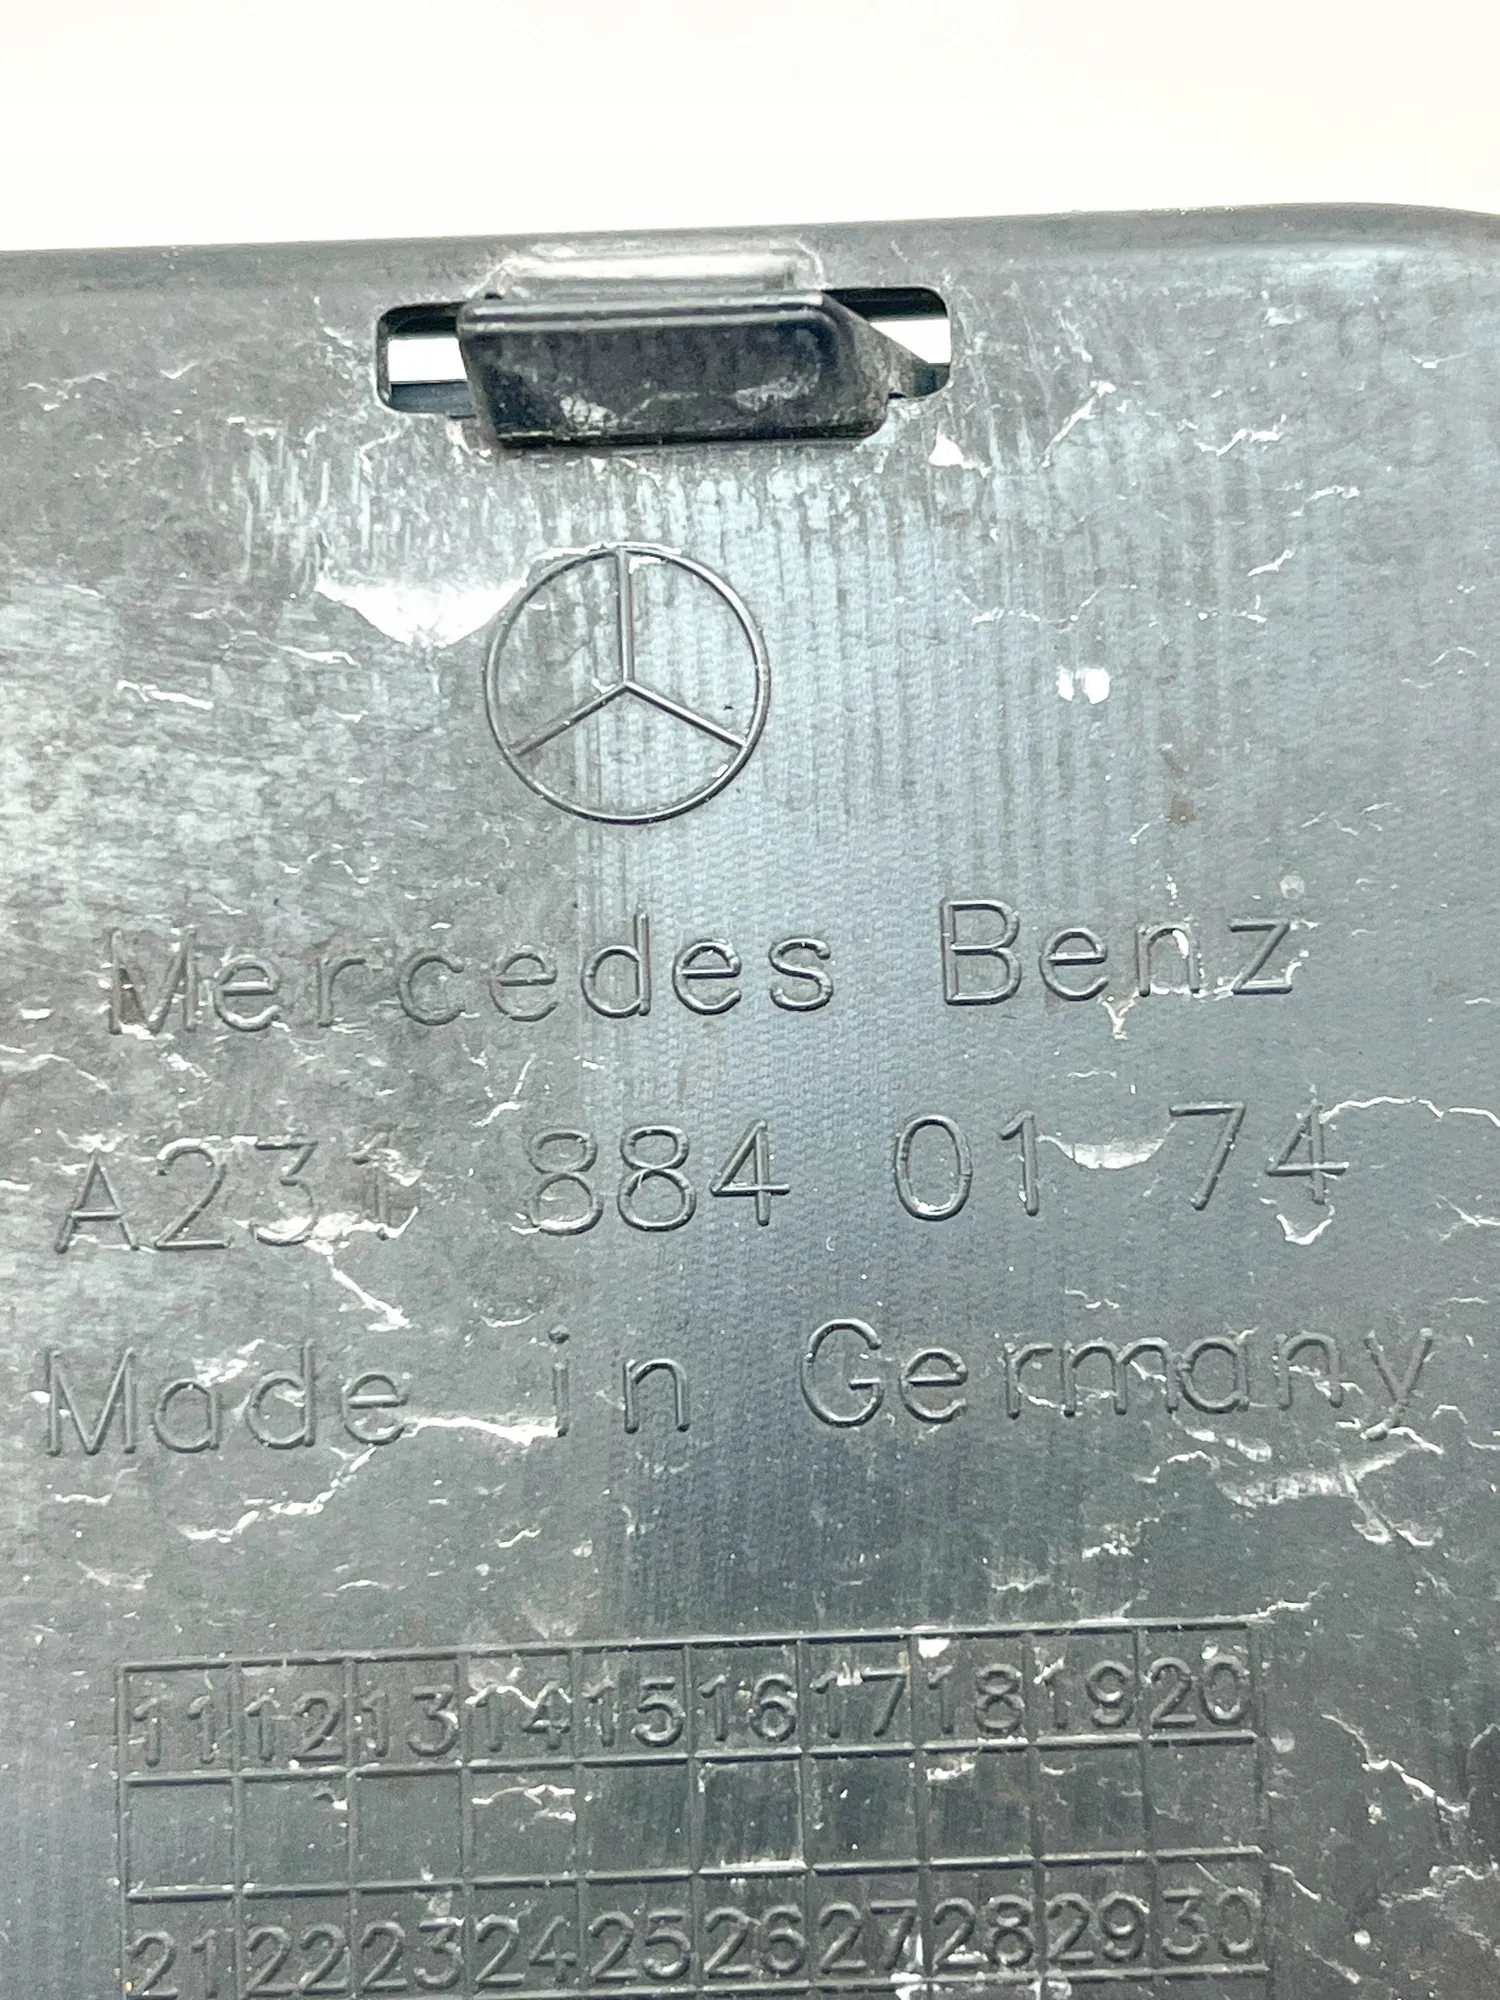 Mercedes Benz
A231 884 01 74
Made in Germany
11 12 13 14 15 16 17 18 19 20
21 22 23 24 25 26 27 28 29 30